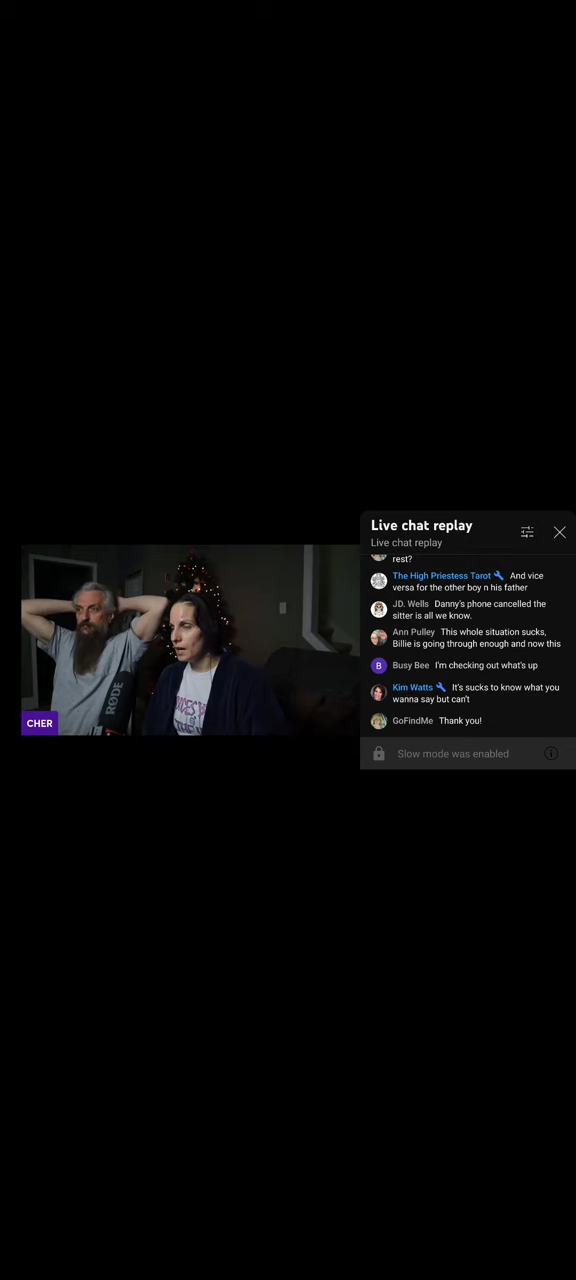 Live chat replay
Live chat replay
rest?
The High Priestess Tarot And vice
versa for the other boy n his father
J.D. Wells Danny's phone cancelled the
sitter is all we know.
Ann Pulley This whole situation sucks,
Billie is going through enough and now this
B Busy Bee I'm checking out what's up
Kim Watts It's sucks to know what you
wanna say but can't
GoFindMe Thank you!
Slow mode was enabled
RØDE
CHER